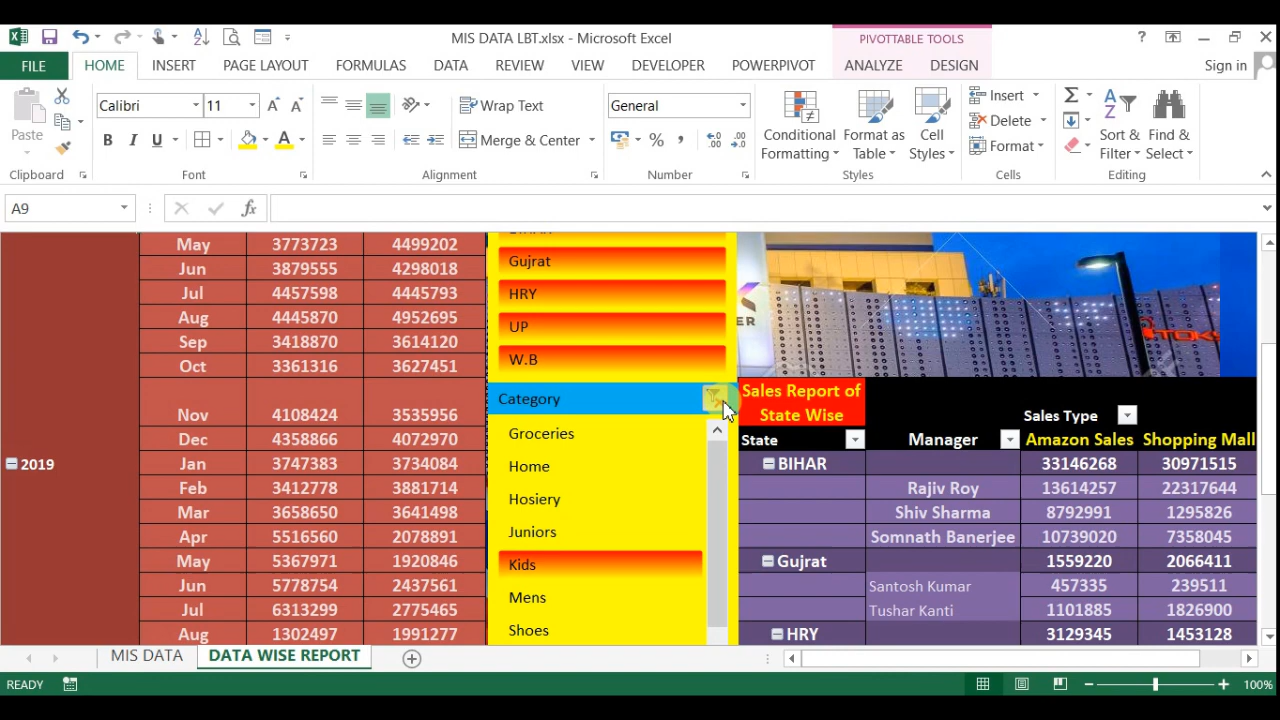 MIS DATA LBT.xlsx - Microsoft Excel
PIVOTTABLE TOOLS
?
FILE
HOME
INSERT
PAGE LAYOUT
FORMULAS
DATA
REVIEW
VIEW
DEVELOPER
POWERPIVOT
ANALYZE
DESIGN
Sign in
Paste
Clipboard
Calibri
11
B I U
Font
Wrap Text
Merge & Center
Alignment
General
%
Number
Conditional
Formatting
Format as
Table
Cell
Styles
Styles
Insert
Delete
Format
Cells
Sort &
Filter
Find &
Select
Editing
A9
fx
May 3773723 4499202
Jun 3879555 4298018
Jul 4457598 4445793
Aug 4445870 4952695
Sep 3418870 3614120
Oct 3361316 3627451
Nov 4108424 3535956
Dec 4358866 4072970
2019 Jan 3747383 3734084
Feb 3412778 3881714
Mar 3658650 3641498
Apr 5516560 2078891
May 5367971 1920846
Jun 5778754 2437561
Jul 6313299 2775465
Aug 1302497 1991277
BIHAR
Gujrat
HRY
UP
W.B
Category
Groceries
Home
Hosiery
Juniors
Kids
Mens
Shoes
ER
Sales Report of
State Wise
Sales Type
State Manager Amazon Sales Shopping Mall
BIHAR 33146268 30971515
Rajiv Roy 13614257 22317644
Shiv Sharma 8792991 1295826
Somnath Banerjee 10739020 7358045
Gujrat 1559220 2066411
Santosh Kumar 457335 239511
Tushar Kanti 1101885 1826900
HRY 3129345 1453128
MIS DATA
DATA WISE REPORT
READY
100%